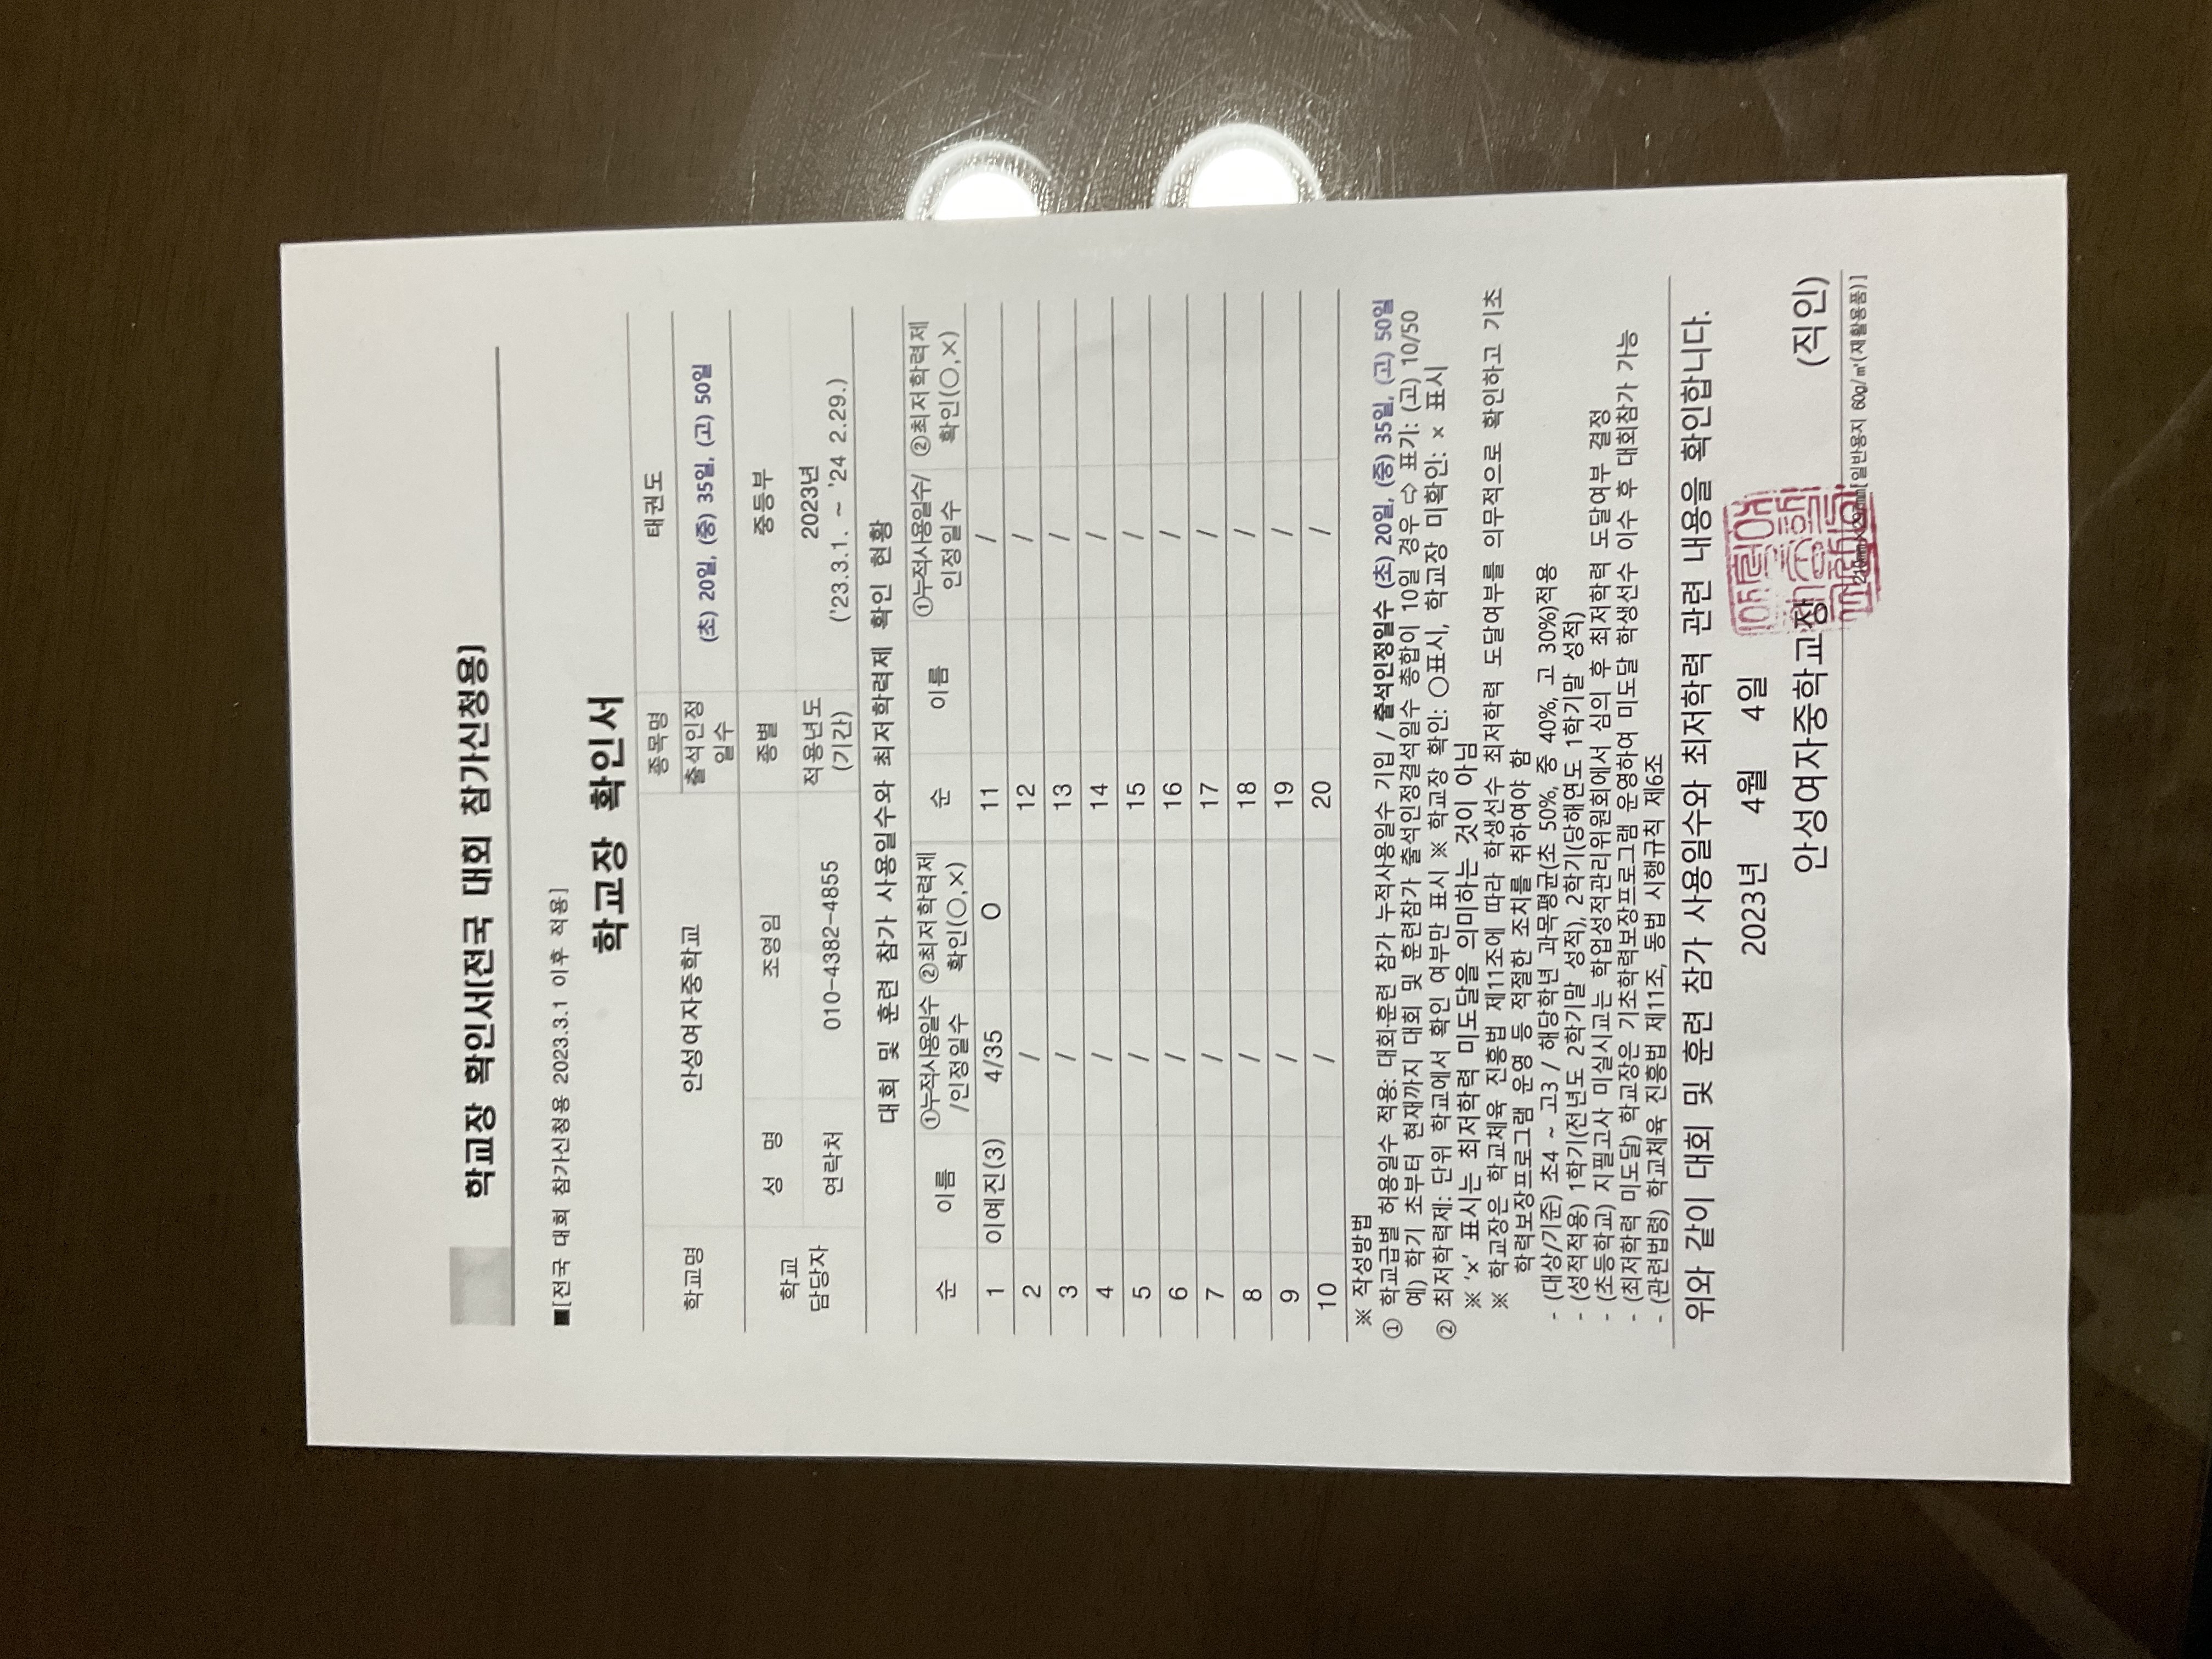 학교장 확인서(전국 대회 참가신청용)
■[전국 대회 참가신청용 2023.3.1 이후 적용]
학교장 확인서
학교명 안성여자중학교 종목명 태권도
출석인정 일수 (초) 20일, (중) 35일, (고) 50일
학교 담당자 성 명 조영임 종별 중등부
연락처 010-4382-4855 적용년도 (기간) 2023년 ('23.3.1. ~ '24 2.29.)
대회 및 훈련 참가 사용일수와 최저학력제 확인 현황
순 이름 ①누적사용일수 /인정일수 ②최저학력제 확인(○,×) 순 이름 ①누적사용일수/ 인정일수 ②최저학력제 확인(○,×)
1 이예진(3) 4/35 O 11 /
2 / 12 /
3 / 13 /
4 / 14 /
5 / 15 /
6 / 16 /
7 / 17 /
8 / 18 /
9 / 19 /
10 / 20 /
※ 작성방법
① 학교급별 허용일수 적용: 대회·훈련 참가 누적사용일수 기입 / 출석인정일수 (초) 20일, (중) 35일, (고) 50일
예) 학기 초부터 현재까지 대회 및 훈련참가 출석인정결석일수 총합이 10일 경우 ⇨ 표기: (고) 10/50
② 최저학력제: 단위 학교에서 확인 여부만 표시 ※ 학교장 확인: ○표시, 학교장 미확인: × 표시
※ '×' 표시는 최저학력 미도달을 의미하는 것이 아님
※ 학교장은 학교체육 진흥법 제11조에 따라 학생선수 최저학력 도달여부를 의무적으로 확인하고 기초
학력보장프로그램 운영 등 적절한 조치를 취하여야 함
- (대상/기준) 초4 ~ 고3 / 해당학년 과목평균(초 50%, 중 40%, 고 30%)적용
- (성적적용) 1학기(전년도 2학기말 성적), 2학기(당해연도 1학기말 성적)
- (초등학교) 지필고사 미실시교는 학업성적관리위원회에서 심의 후 최저학력 도달여부 결정
- (최저학력 미도달) 학교장은 기초학력보장프로그램 운영하여 미도달 학생선수 이수 후 대회참가 가능
- (관련법령) 학교체육 진흥법 제11조, 동법 시행규칙 제6조
위와 같이 대회 및 훈련 참가 사용일수와 최저학력 관련 내용을 확인합니다.
2023년 4월 4일
안성여자중학교장 (직인)
[일반용지 60g/㎡(재활용품)]